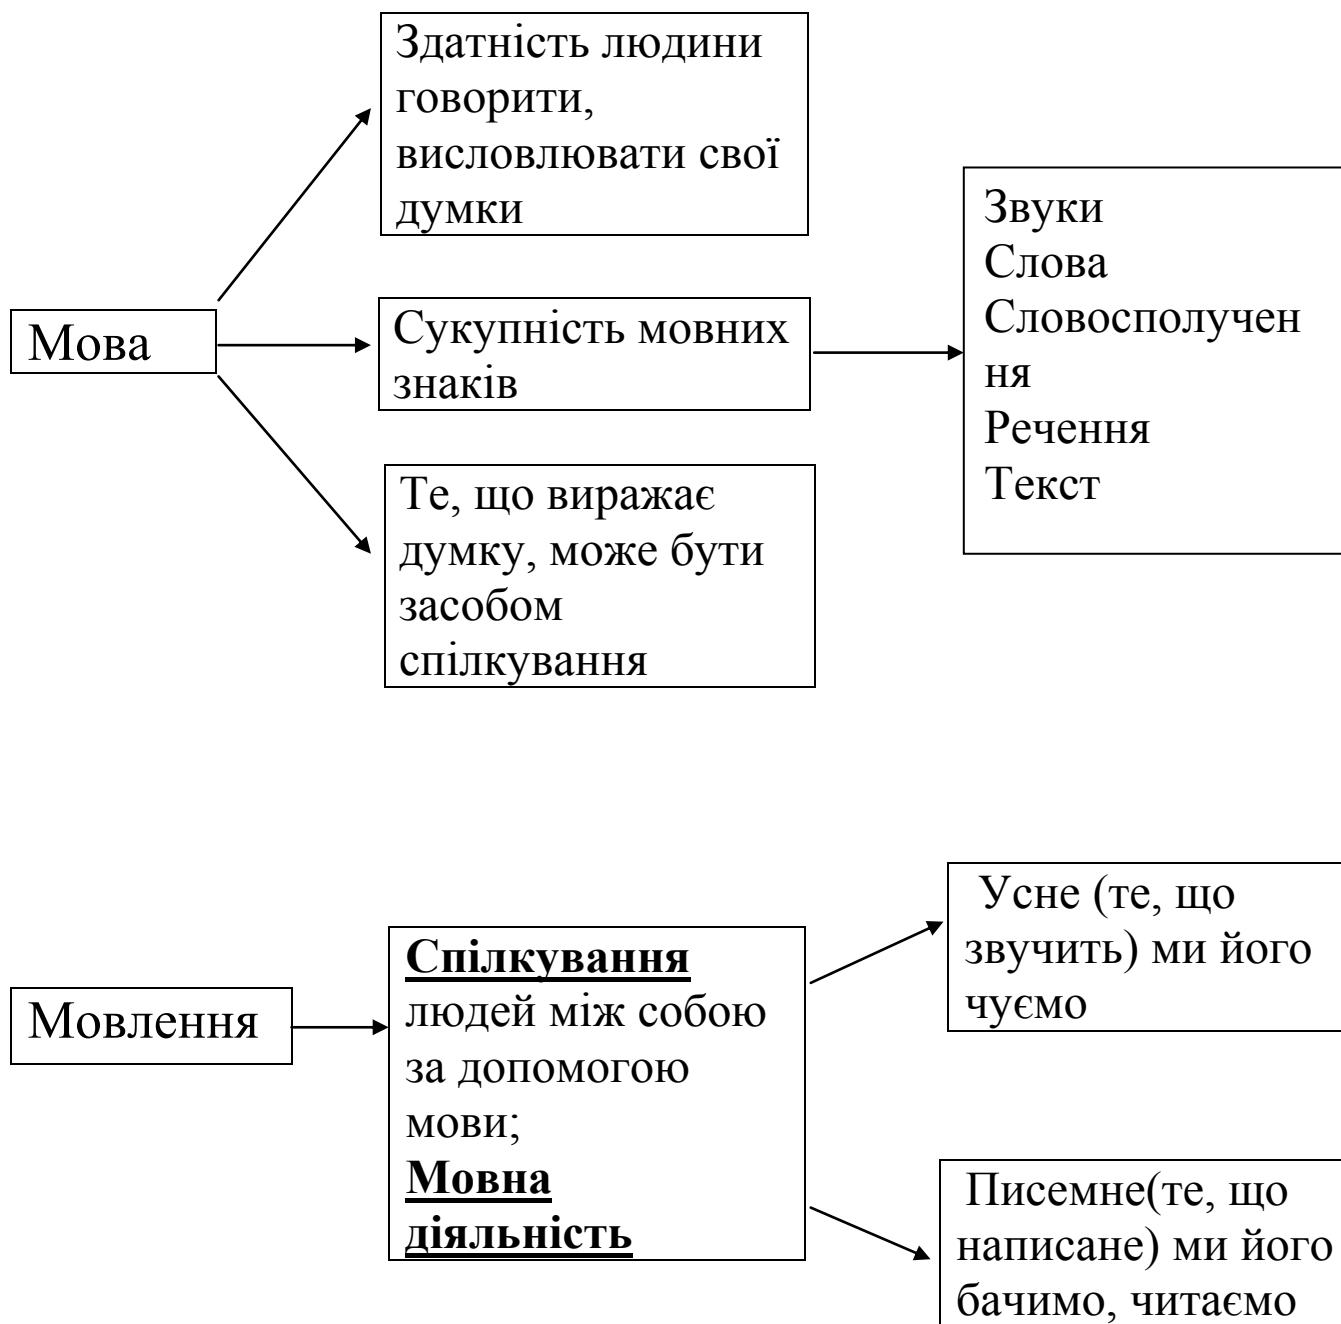 Здатність людини
говорити,
висловлювати свої
думки
Мова
Сукупність мовних
знаків
Звуки
Слова
Словосполучен
ня
Речення
Текст
Те, що виражає
думку, може бути
засобом
спілкування
Мовлення
Спілкування
людей між собою
за допомогою
мови;
Мовна
діяльність
Усне (те, що
звучить) ми його
чуємо
Писемне(те, що
написане) ми його
бачимо, читаємо